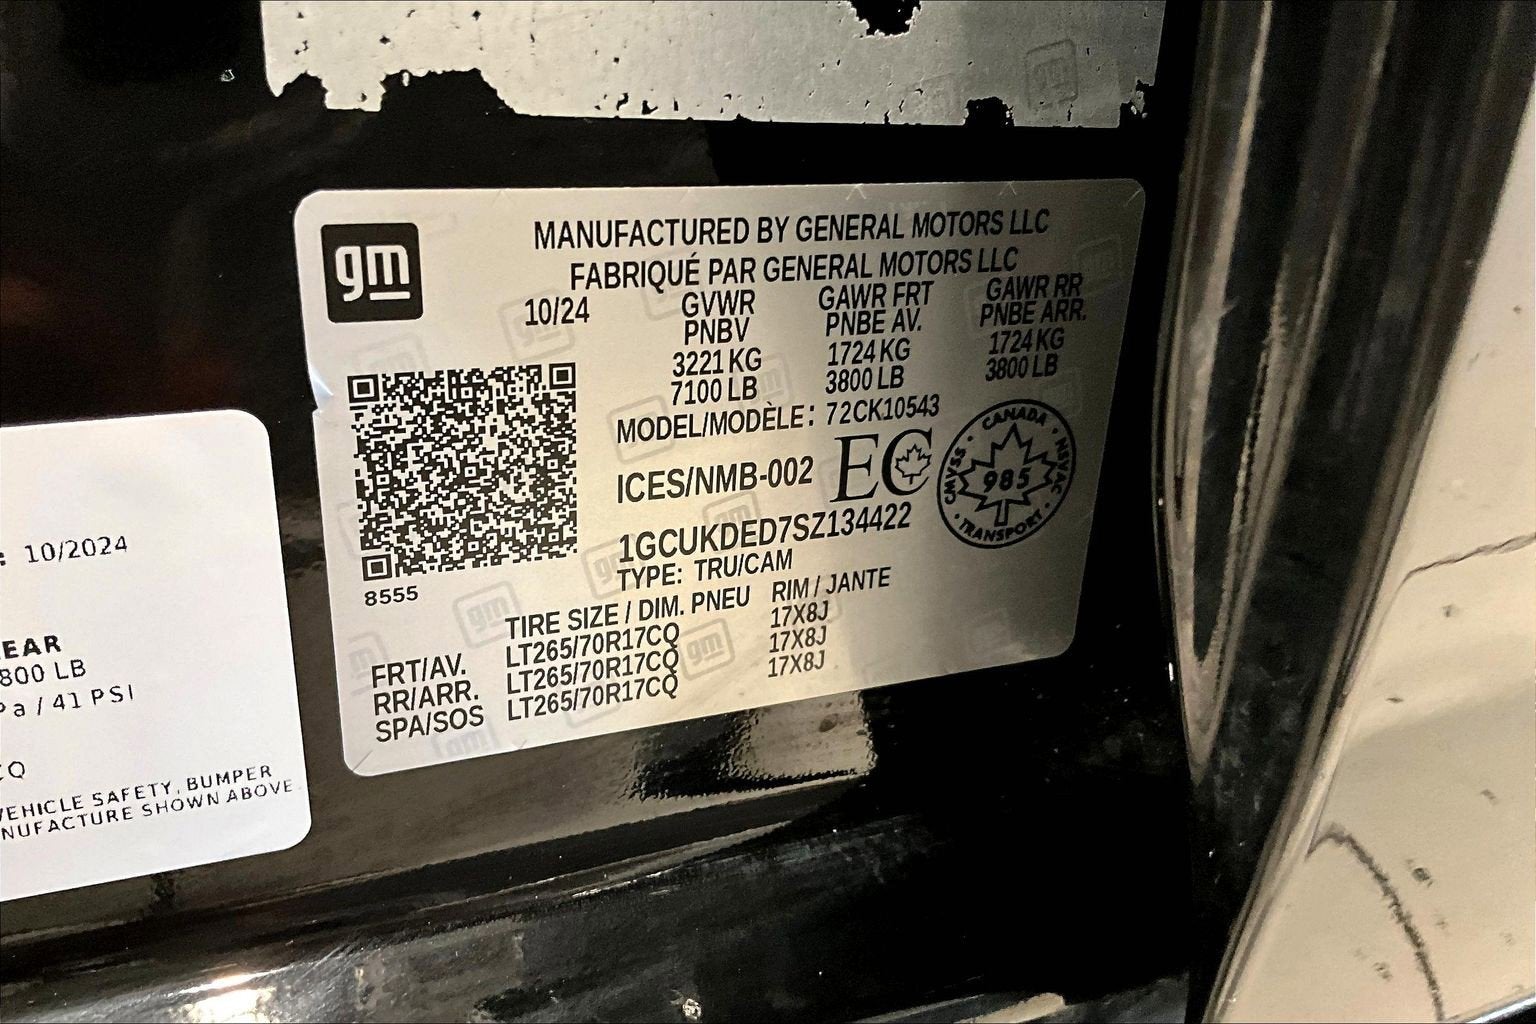 gm
MANUFACTURED BY GENERAL MOTORS LLC
FABRIQUÉ PAR GENERAL MOTORS LLC
10/24 GVWR GAWR FRT GAWR RR
PNBV PNBE AV. PNBE ARR.
3221 KG 1724 KG 1724 KG
7100 LB 3800 LB 3800 LB
MODEL/MODÈLE: 72CK10543
ICES/NMB-002 EC
CANADA
CMVSS 985 NSVAC
TRANSPORT
1GCUKDED7SZ134422
TYPE: TRU/CAM
8555
TIRE SIZE / DIM. PNEU RIM / JANTE
FRT/AV. LT265/70R17CQ 17X8J
RR/ARR. LT265/70R17CQ 17X8J
SPA/SOS LT265/70R17CQ 17X8J
: 10/2024
EAR
800 LB
Pa / 41 PSI
CQ
VEHICLE SAFETY, BUMPER
NUFACTURE SHOWN ABOVE